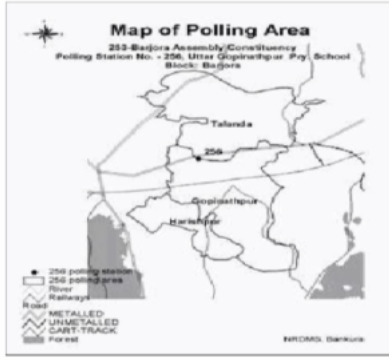 Map of Polling Area
253-Barjora Assembly Constituency
Polling Station No. - 256, Utter Gopinathpur Pry. School
Block: Barjora
Talanda
256
Gopinathpur
Harishpur
256 polling station
256 polling area
River
Railways
Road
METALLED
UNMETALLED
CART-TRACK
Forest
NRDMS, Bankura